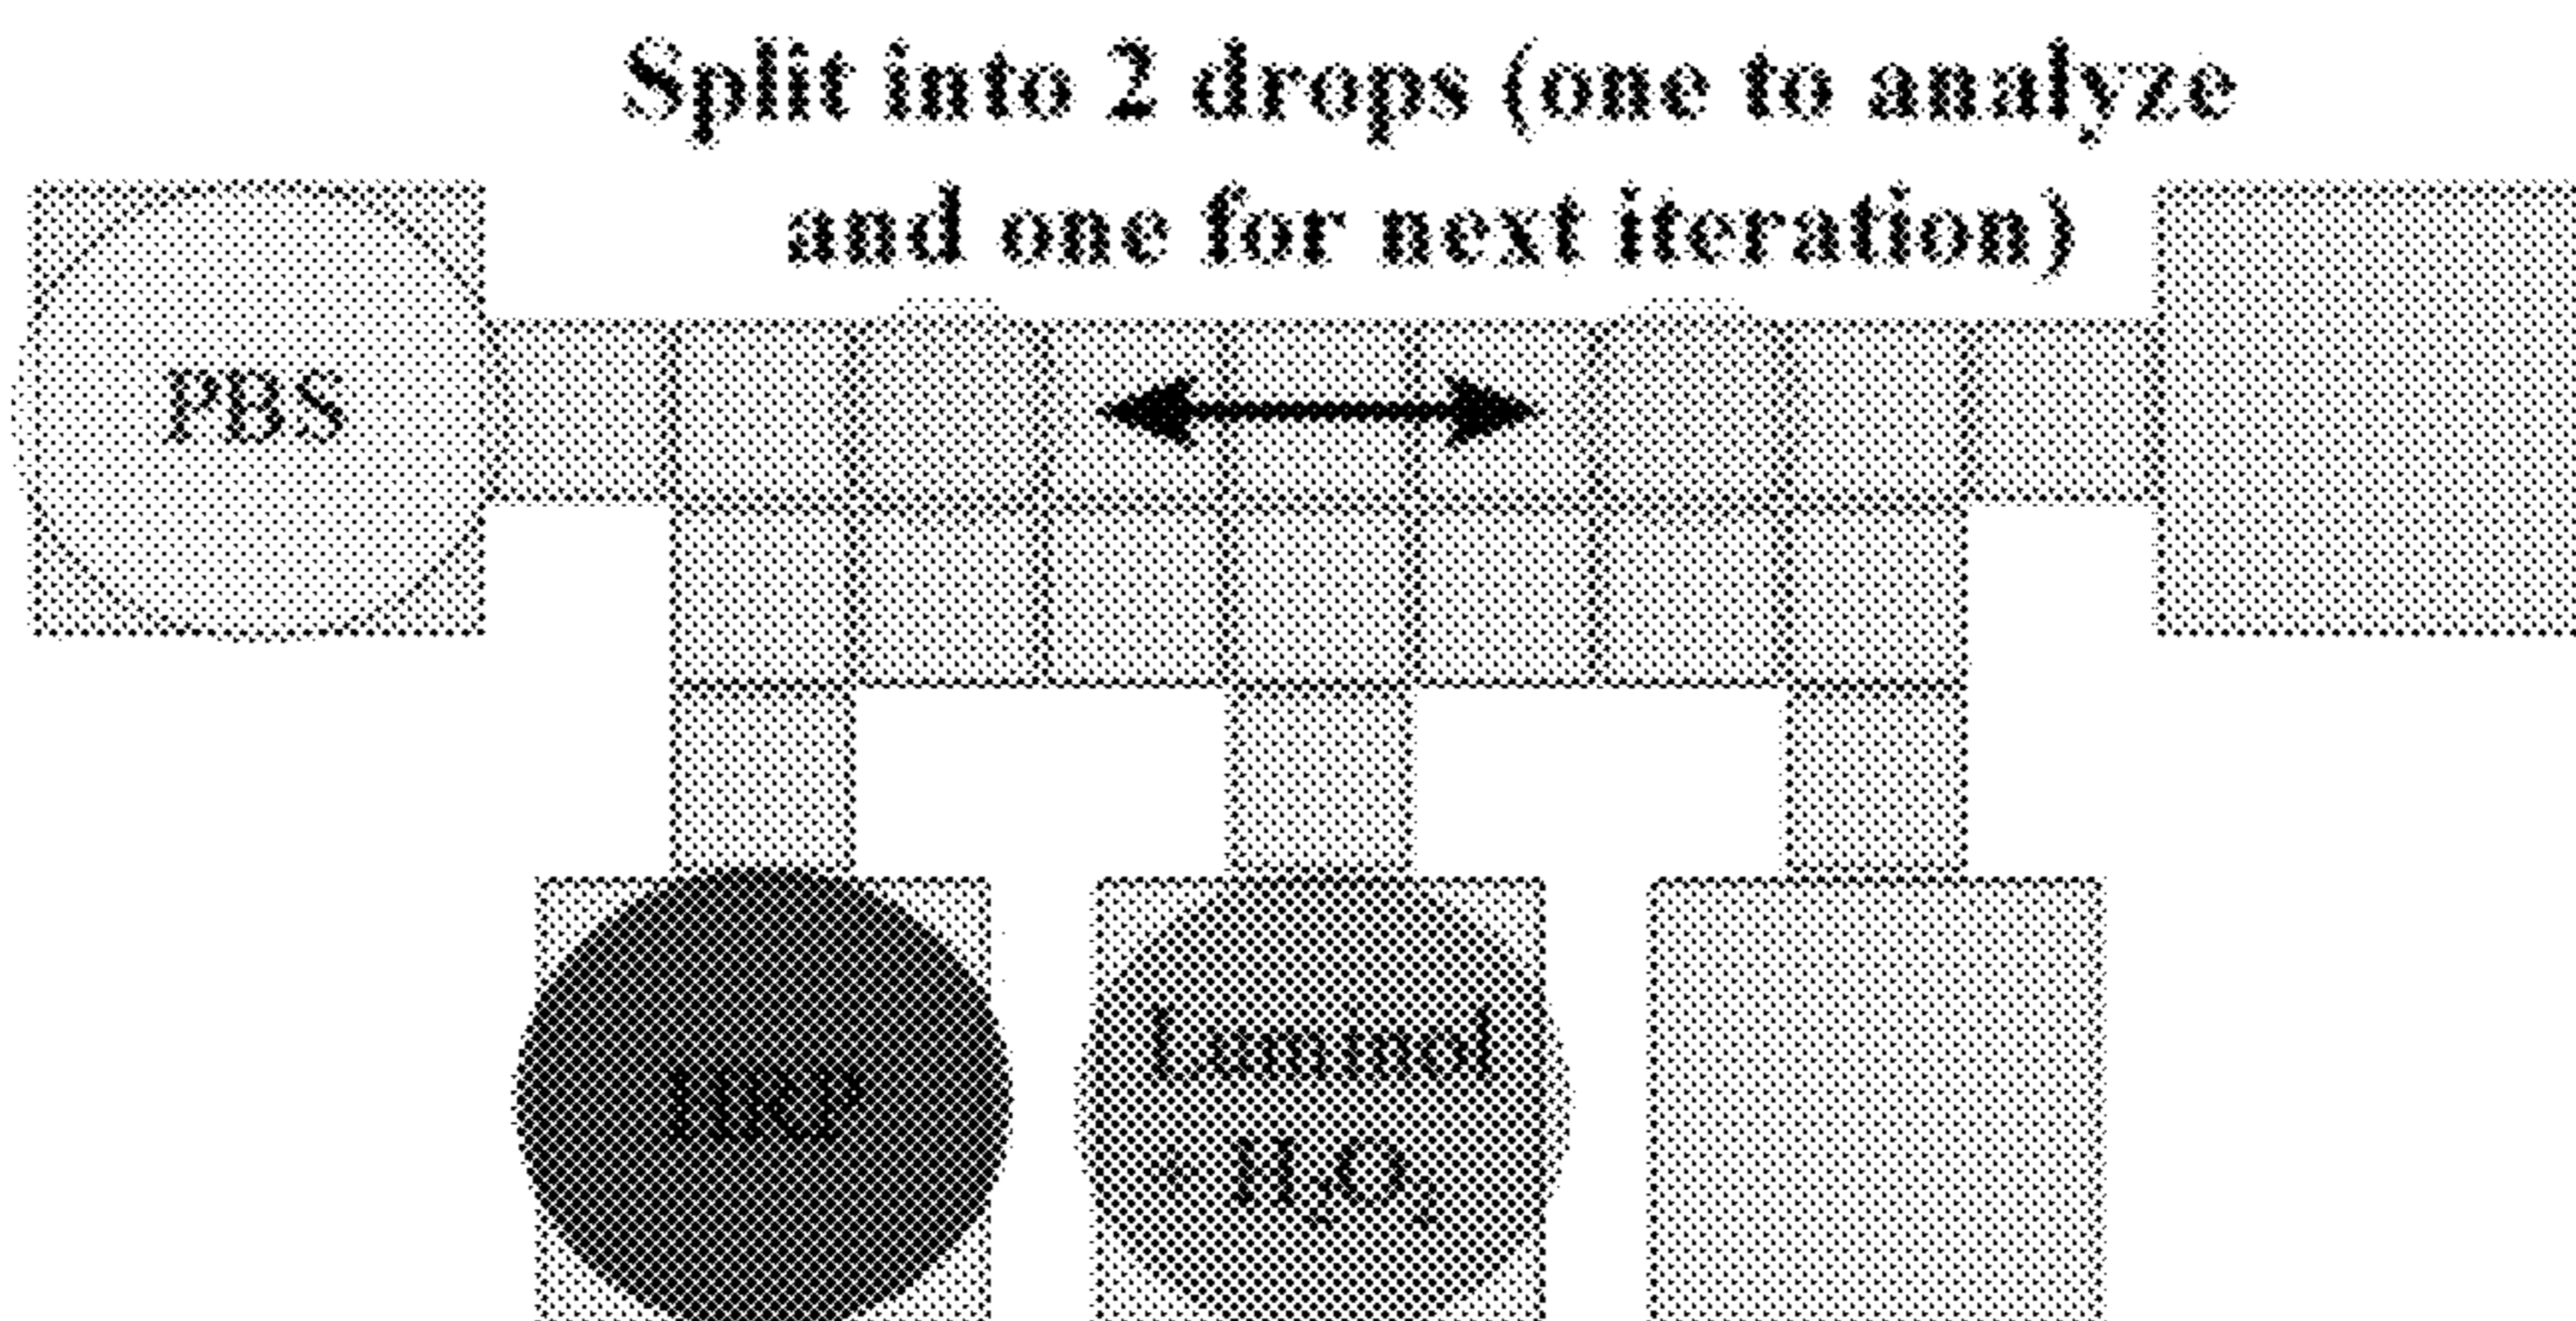 Split into 2 drops (one to analyze
and one for next iteration)
PBS
HRP
Luminol
+ H₂O₂